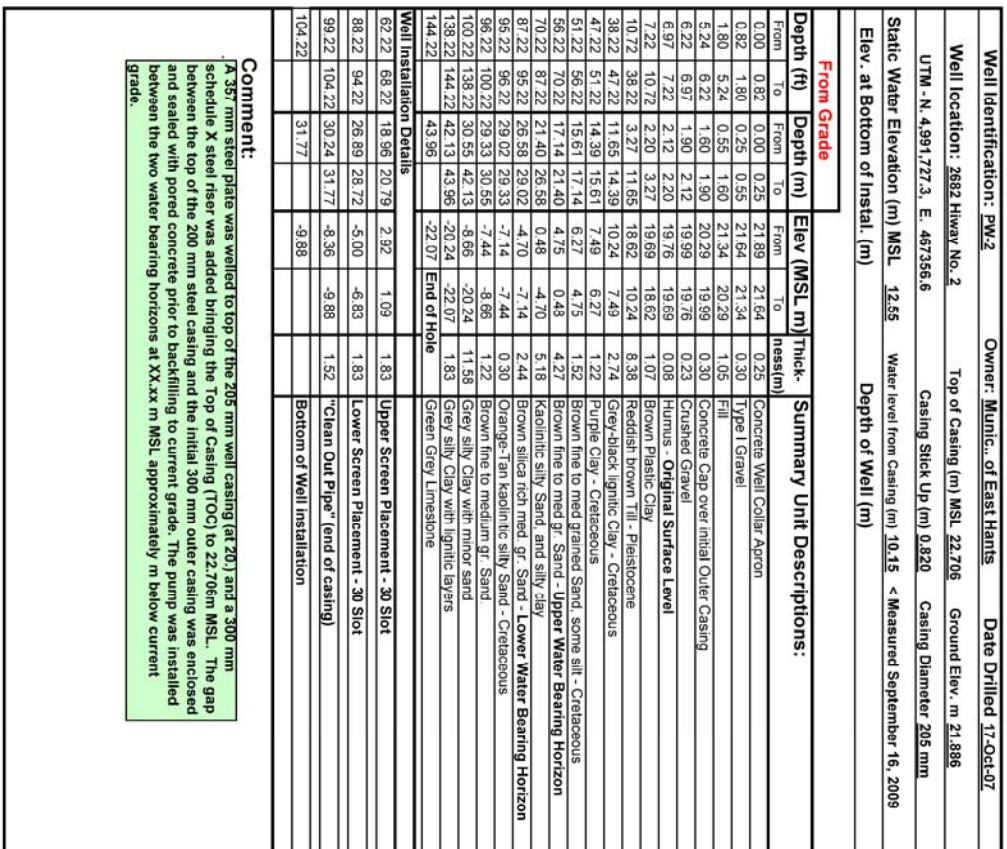 Well Identification: PW-2 Owner: Munic.. of East Hants Date Drilled 17-Oct-07
Well location: 2682 Hiway No. 2 Top of Casing (m) MSL 22.706 Ground Elev. m 21.886
UTM - N. 4,991,727.3, E. 467356.6 Casing Stick Up (m) 0.820 Casing Diameter 205 mm
Static Water Elevation (m) MSL 12.55 Water level from Casing (m) 10.15 < Measured September 16, 2009
Elev. at Bottom of Instal. (m) Depth of Well (m)
From Grade
Depth (ft) Depth (m) Elev (MSL m) Thick- Summary Unit Descriptions:
From To From To From To ness(m)
0.00 0.82 0.00 0.25 21.89 21.64 0.25 Concrete Well Collar Apron
0.82 1.80 0.25 0.55 21.64 21.34 0.30 Type I Gravel
1.80 5.24 0.55 1.60 21.34 20.29 1.05 Fill
5.24 6.22 1.60 1.90 20.29 19.99 0.30 Concrete Cap over initial Outer Casing
6.22 6.97 1.90 2.12 19.99 19.76 0.23 Crushed Gravel
6.97 7.22 2.12 2.20 19.76 19.69 0.08 Humus - Original Surface Level
7.22 10.72 2.20 3.27 19.69 18.62 1.07 Brown Plastic Clay
10.72 38.22 3.27 11.65 18.62 10.24 8.38 Reddish brown Till - Pleistocene
38.22 47.22 11.65 14.39 10.24 7.49 2.74 Grey-black lignitic Clay - Cretaceous
47.22 51.22 14.39 15.61 7.49 6.27 1.22 Purple Clay - Cretaceous
51.22 56.22 15.61 17.14 6.27 4.75 1.52 Brown fine to med grained Sand, some silt - Cretaceous
56.22 70.22 17.14 21.40 4.75 0.48 4.27 Brown fine to med gr. Sand - Upper Water Bearing Horizon
70.22 87.22 21.40 26.58 0.48 -4.70 5.18 Kaolinitic silty Sand, and silty clay
87.22 95.22 26.58 29.02 -4.70 -7.14 2.44 Brown silica rich med. gr. Sand - Lower Water Bearing Horizon
95.22 96.22 29.02 29.33 -7.14 -7.44 0.30 Orange-Tan kaolinitic silty Sand - Cretaceous
96.22 100.22 29.33 30.55 -7.44 -8.66 1.22 Brown fine to medium gr. Sand.
100.22 138.22 30.55 42.13 -8.66 -20.24 11.58 Grey silty Clay with minor sand
138.22 144.22 42.13 43.96 -20.24 -22.07 1.83 Grey silty Clay with lignitic layers
144.22 43.96 -22.07 End of Hole Green Grey Limestone
Well Installation Details
62.22 68.22 18.96 20.79 2.92 1.09 1.83 Upper Screen Placement - 30 Slot
88.22 94.22 26.89 28.72 -5.00 -6.83 1.83 Lower Screen Placement - 30 Slot
99.22 104.22 30.24 31.77 -8.36 -9.88 1.52 "Clean Out Pipe" (end of casing)
104.22 31.77 -9.88 Bottom of Well installation
Comment:
A 357 mm steel plate was welled to top of the 205 mm well casing (at 20.) and a 300 mm
schedule X steel riser was added bringing the Top of Casing (TOC) to 22.706m MSL. The gap
between the top of the 200 mm steel casing and the initial 300 mm outer casing was enclosed
and sealed with pored concrete prior to backfilling to current grade. The pump was installed
between the two water bearing horizons at XX.xx m MSL approximately m below current
grade.